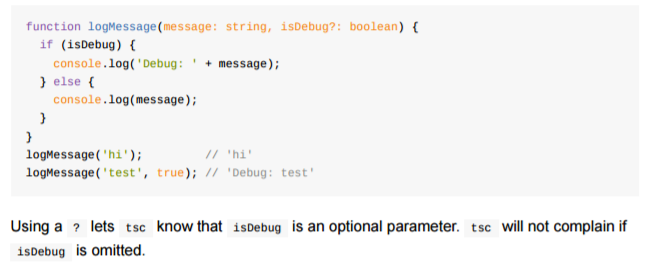 function logMessage(message: string, isDebug?: boolean) {
  if (isDebug) {
    console.log('Debug: ' + message);
  } else {
    console.log(message);
  }
}
logMessage('hi');         // 'hi'
logMessage('test', true); // 'Debug: test'
Using a ? lets tsc know that isDebug is an optional parameter. tsc will not complain if
isDebug is omitted.